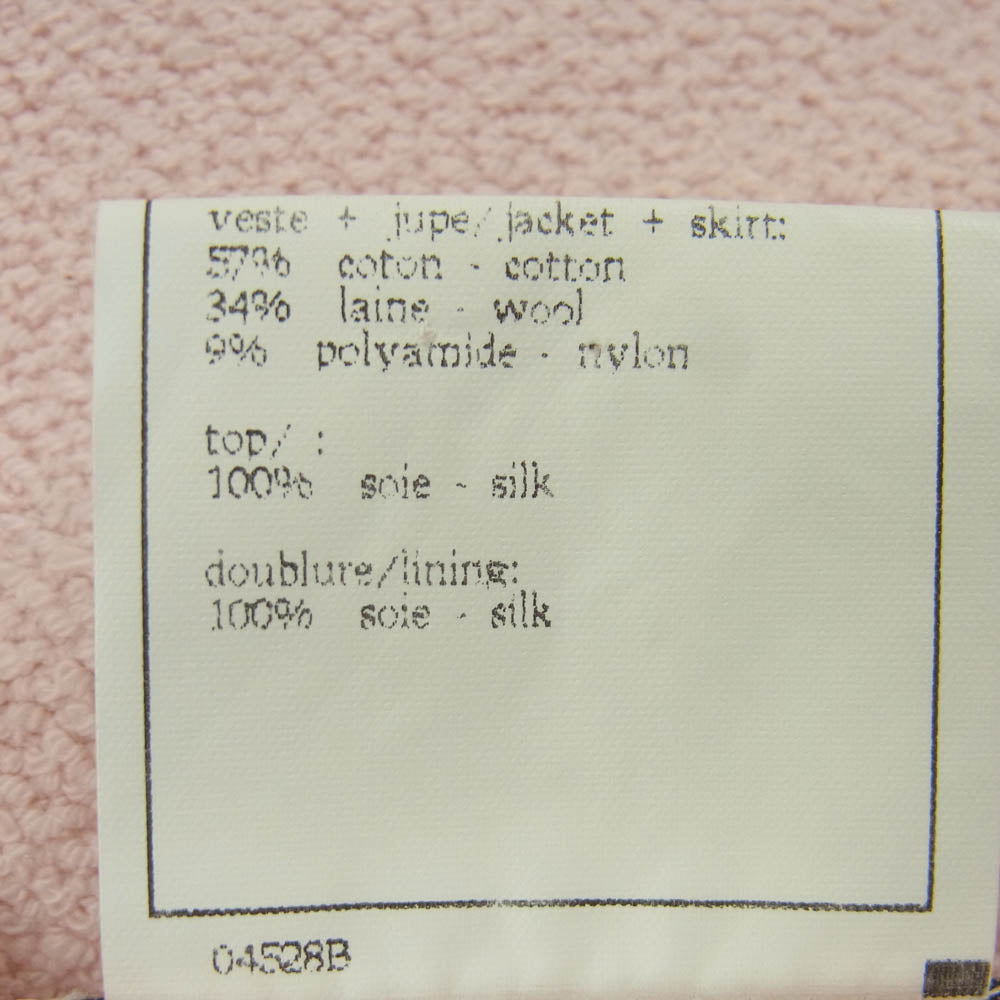 veste + jupe/jacket + skirt:
57% coton - cotton
34% laine - wool
9% polyamide - nylon
top/ :
100% soie - silk
doublure/lining:
100% soie - silk
04528B